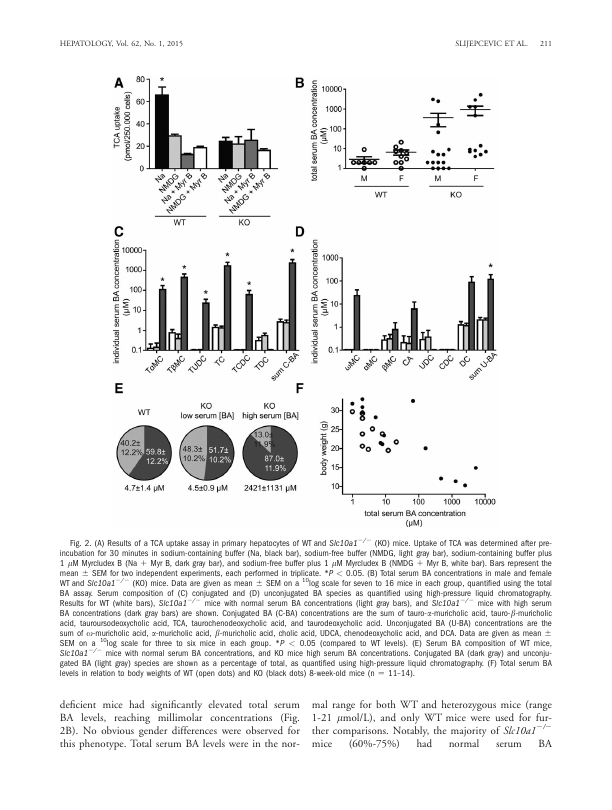 HEPATOLOGY, Vol. 62, No. 1, 2015
SLIJEPCEVIC ET AL. 211
A
TCA uptake
(pmol/250.000 cells)
80
60
40
20
0
*
Na
NMDG
Na + Myr B
NMDG + Myr B
Na
NMDG
Na + Myr B
NMDG + Myr B
WT
KO
B
total serum BA concentration
(µM)
10000
1000
100
10
1
M
F
M
F
WT
KO
C
individual serum BA concentration
(µM)
10000
1000
100
10
1
0.1
*
*
*
*
*
*
TαMC
TβMC
TUDC
TC
TCDC
TDC
sum C-BA
D
individual serum BA concentration
(µM)
1000
100
10
1
0.1
*
ωMC
αMC
βMC
CA
UDC
CDC
DC
sum U-BA
E
WT
40.2±
12.2%
59.8±
12.2%
4.7±1.4 µM
KO
low serum [BA]
48.3±
10.2%
51.7±
10.2%
4.5±0.9 µM
KO
high serum [BA]
13.0±
11.9%
87.0±
11.9%
2421±1131 µM
F
body weight (g)
30
25
20
15
10
1
10
100
1000
10000
total serum BA concentration
(µM)
Fig. 2. (A) Results of a TCA uptake assay in primary hepatocytes of WT and Slc10a1−/− (KO) mice. Uptake of TCA was determined after pre-
incubation for 30 minutes in sodium-containing buffer (Na, black bar), sodium-free buffer (NMDG, light gray bar), sodium-containing buffer plus
1 µM Myrcludex B (Na + Myr B, dark gray bar), and sodium-free buffer plus 1 µM Myrcludex B (NMDG + Myr B, white bar). Bars represent the
mean ± SEM for two independent experiments, each performed in triplicate. *P < 0.05. (B) Total serum BA concentrations in male and female
WT and Slc10a1−/− (KO) mice. Data are given as mean ± SEM on a 10log scale for seven to 16 mice in each group, quantified using the total
BA assay. Serum composition of (C) conjugated and (D) unconjugated BA species as quantified using high-pressure liquid chromatography.
Results for WT (white bars), Slc10a1−/− mice with normal serum BA concentrations (light gray bars), and Slc10a1−/− mice with high serum
BA concentrations (dark gray bars) are shown. Conjugated BA (C-BA) concentrations are the sum of tauro-α-muricholic acid, tauro-β-muricholic
acid, tauroursodeoxycholic acid, TCA, taurochenodeoxycholic acid, and taurodeoxycholic acid. Unconjugated BA (U-BA) concentrations are the
sum of ω-muricholic acid, α-muricholic acid, β-muricholic acid, cholic acid, UDCA, chenodeoxycholic acid, and DCA. Data are given as mean ±
SEM on a 10log scale for three to six mice in each group. *P < 0.05 (compared to WT levels). (E) Serum BA composition of WT mice,
Slc10a1−/− mice with normal serum BA concentrations, and KO mice high serum BA concentrations. Conjugated BA (dark gray) and unconju-
gated BA (light gray) species are shown as a percentage of total, as quantified using high-pressure liquid chromatography. (F) Total serum BA
levels in relation to body weights of WT (open dots) and KO (black dots) 8-week-old mice (n = 11–14).
deficient mice had significantly elevated total serum
BA levels, reaching millimolar concentrations (Fig.
2B). No obvious gender differences were observed for
this phenotype. Total serum BA levels were in the nor-
mal range for both WT and heterozygous mice (range
1-21 µmol/L), and only WT mice were used for fur-
ther comparisons. Notably, the majority of Slc10a1−/−
mice (60%-75%) had normal serum BA